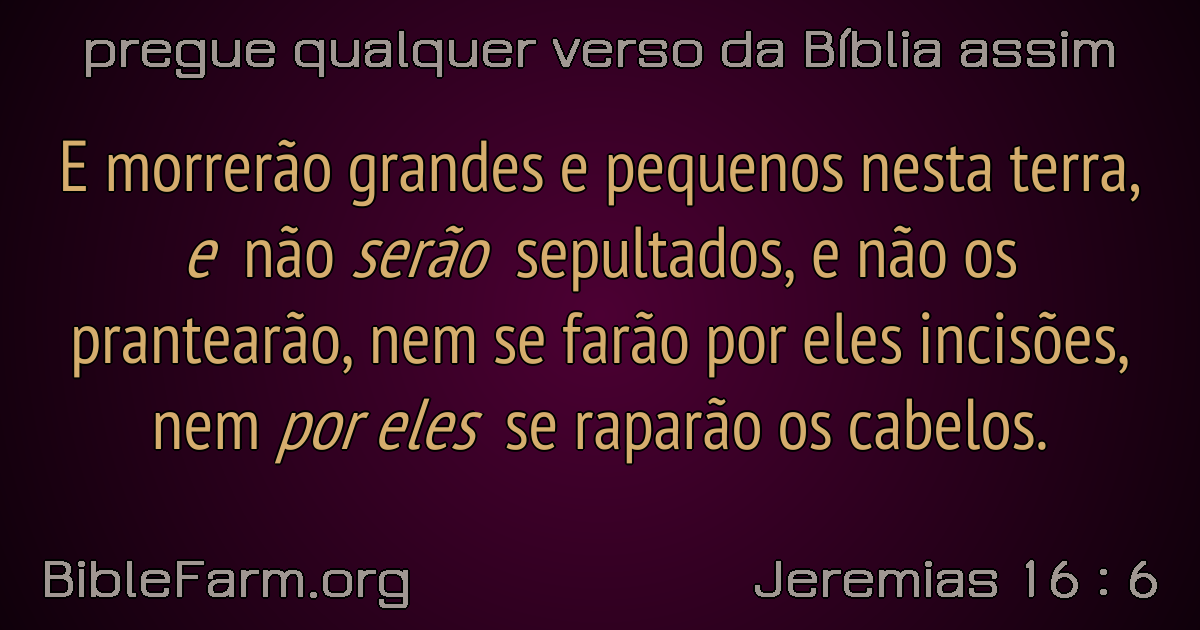 pregue qualquer verso da Bíblia assim
E morrerão grandes e pequenos nesta terra,
e não serão sepultados, e não os
prantearão, nem se farão por eles incisões,
nem por eles se raparão os cabelos.
BibleFarm.org
Jeremias 16 : 6